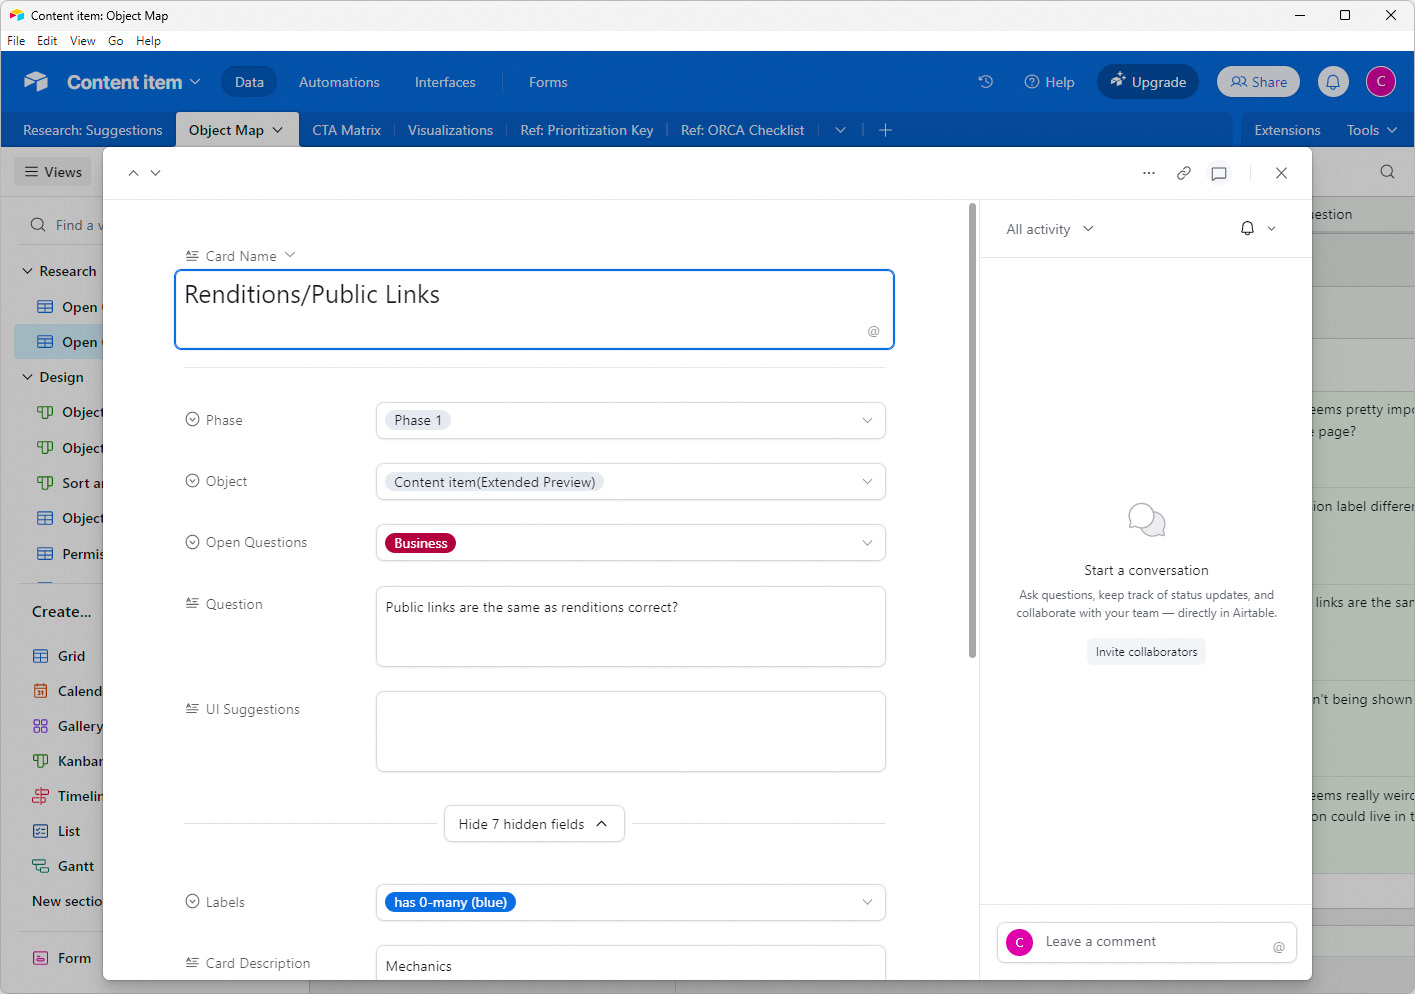 Content item: Object Map
File Edit View Go Help
Content item Data Automations Interfaces Forms Help Upgrade Share C
Research: Suggestions Object Map CTA Matrix Visualizations Ref: Prioritization Key Ref: ORCA Checklist Extensions Tools
Views
Find a v
Research
Open
Open
Design
Object
Object
Sort a
Object
Permis
Create...
Grid
Calend
Gallery
Kanban
Timelin
List
Gantt
New sectio
Form
Card Name
Renditions/Public Links
@
Phase Phase 1
Object Content item(Extended Preview)
Open Questions Business
Question Public links are the same as renditions correct?
UI Suggestions
Hide 7 hidden fields
Labels has 0-many (blue)
Card Description Mechanics
All activity
Start a conversation
Ask questions, keep track of status updates, and
collaborate with your team — directly in Airtable.
Invite collaborators
C Leave a comment @
uestion
eems pretty impo
e page?
ion label differen
links are the sam
n't being shown
eems really weird
on could live in t